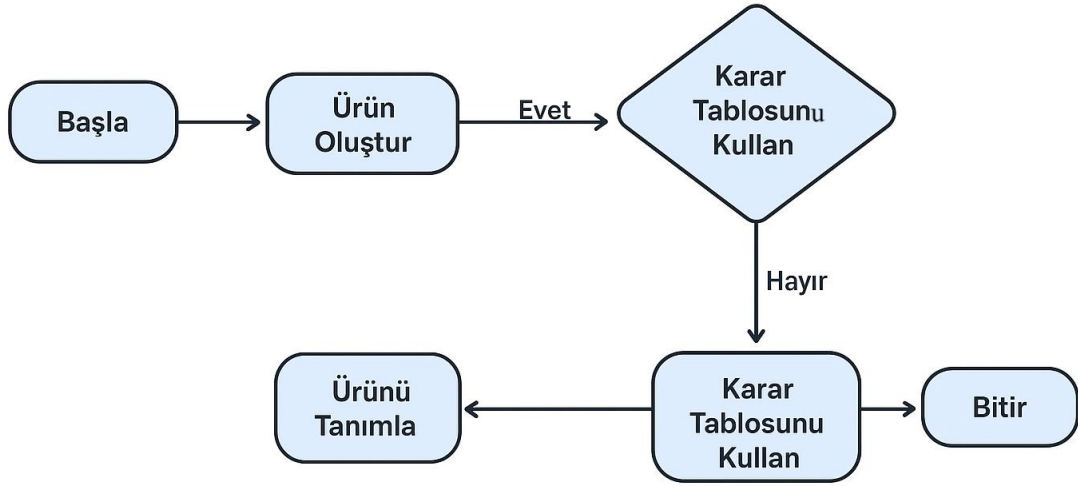 Başla
Ürün
Oluştur
Evet
Karar
Tablosunu
Kullan
Hayır
Ürünü
Tanımla
Karar
Tablosunu
Kullan
Bitir